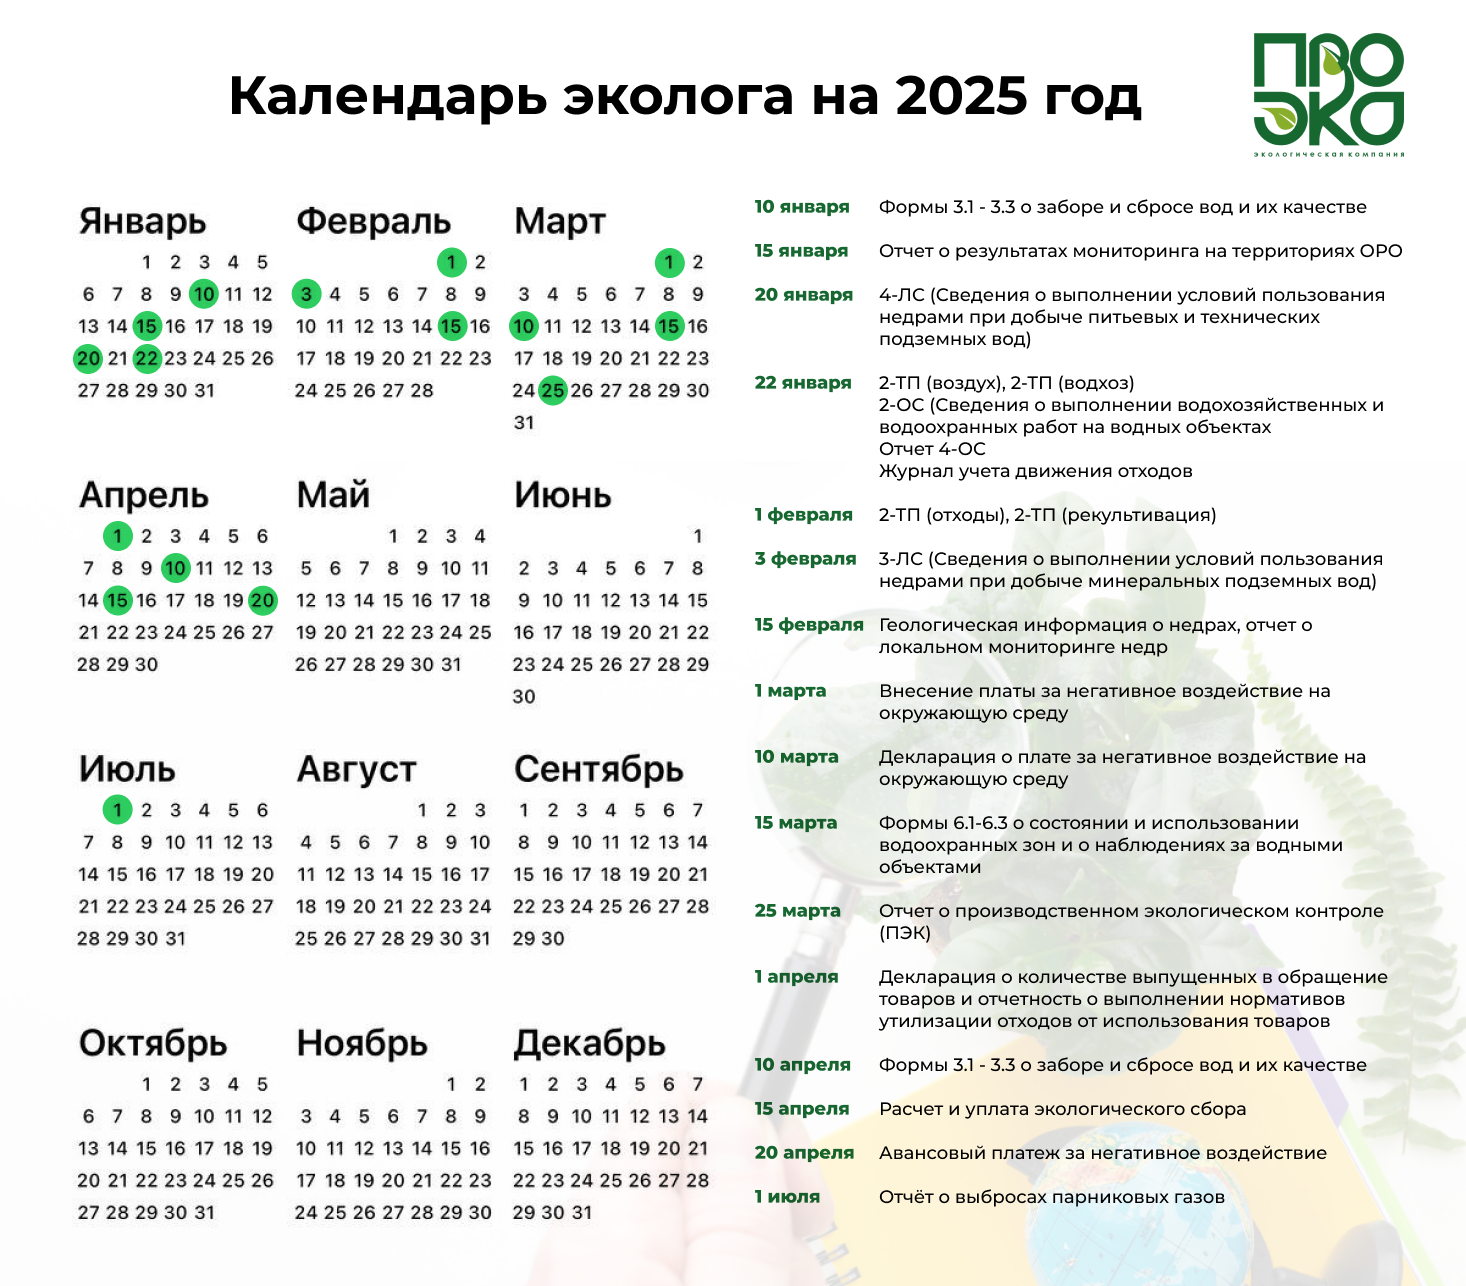 Календарь эколога на 2025 год
ПРО
ЭКО
экологическая компания
Январь
1 2 3 4 5
6 7 8 9 10 11 12
13 14 15 16 17 18 19
20 21 22 23 24 25 26
27 28 29 30 31
Февраль
1 2
3 4 5 6 7 8 9
10 11 12 13 14 15 16
17 18 19 20 21 22 23
24 25 26 27 28
Март
1 2
3 4 5 6 7 8 9
10 11 12 13 14 15 16
17 18 19 20 21 22 23
24 25 26 27 28 29 30
31
Апрель
1 2 3 4 5 6
7 8 9 10 11 12 13
14 15 16 17 18 19 20
21 22 23 24 25 26 27
28 29 30
Май
1 2 3 4
5 6 7 8 9 10 11
12 13 14 15 16 17 18
19 20 21 22 23 24 25
26 27 28 29 30 31
Июнь
1
2 3 4 5 6 7 8
9 10 11 12 13 14 15
16 17 18 19 20 21 22
23 24 25 26 27 28 29
30
Июль
1 2 3 4 5 6
7 8 9 10 11 12 13
14 15 16 17 18 19 20
21 22 23 24 25 26 27
28 29 30 31
Август
1 2 3
4 5 6 7 8 9 10
11 12 13 14 15 16 17
18 19 20 21 22 23 24
25 26 27 28 29 30 31
Сентябрь
1 2 3 4 5 6 7
8 9 10 11 12 13 14
15 16 17 18 19 20 21
22 23 24 25 26 27 28
29 30
Октябрь
1 2 3 4 5
6 7 8 9 10 11 12
13 14 15 16 17 18 19
20 21 22 23 24 25 26
27 28 29 30 31
Ноябрь
1 2
3 4 5 6 7 8 9
10 11 12 13 14 15 16
17 18 19 20 21 22 23
24 25 26 27 28 29 30
Декабрь
1 2 3 4 5 6 7
8 9 10 11 12 13 14
15 16 17 18 19 20 21
22 23 24 25 26 27 28
29 30 31
10 января Формы 3.1 - 3.3 о заборе и сбросе вод и их качестве
15 января Отчет о результатах мониторинга на территориях ОРО
20 января 4-ЛС (Сведения о выполнении условий пользования
недрами при добыче питьевых и технических
подземных вод)
22 января 2-ТП (воздух), 2-ТП (водхоз)
2-ОС (Сведения о выполнении водохозяйственных и
водоохранных работ на водных объектах
Отчет 4-ОС
Журнал учета движения отходов
1 февраля 2-ТП (отходы), 2-ТП (рекультивация)
3 февраля 3-ЛС (Сведения о выполнении условий пользования
недрами при добыче минеральных подземных вод)
15 февраля Геологическая информация о недрах, отчет о
локальном мониторинге недр
1 марта Внесение платы за негативное воздействие на
окружающую среду
10 марта Декларация о плате за негативное воздействие на
окружающую среду
15 марта Формы 6.1-6.3 о состоянии и использовании
водоохранных зон и о наблюдениях за водными
объектами
25 марта Отчет о производственном экологическом контроле
(ПЭК)
1 апреля Декларация о количестве выпущенных в обращение
товаров и отчетность о выполнении нормативов
утилизации отходов от использования товаров
10 апреля Формы 3.1 - 3.3 о заборе и сбросе вод и их качестве
15 апреля Расчет и уплата экологического сбора
20 апреля Авансовый платеж за негативное воздействие
1 июля Отчёт о выбросах парниковых газов